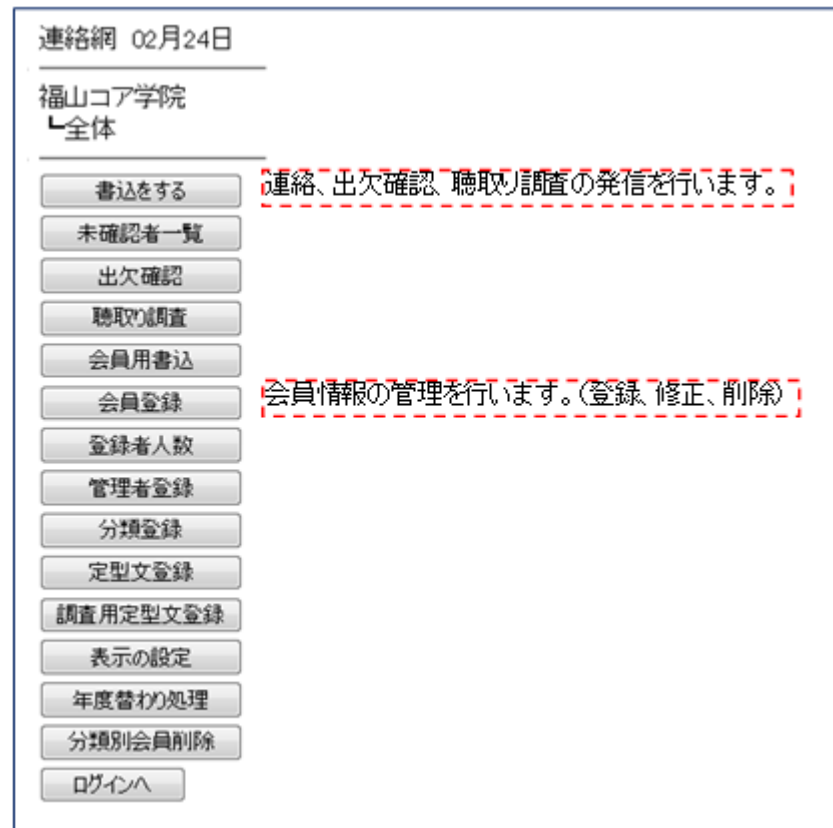 連絡網 02月24日
福山コア学院
┗全体
書込をする
連絡、出欠確認、聴取り調査の発信を行います。
未確認者一覧
出欠確認
聴取り調査
会員用書込
会員登録
会員情報の管理を行います。(登録、修正、削除)
登録者人数
管理者登録
分類登録
定型文登録
調査用定型文登録
表示の設定
年度替わり処理
分類別会員削除
ログインへ